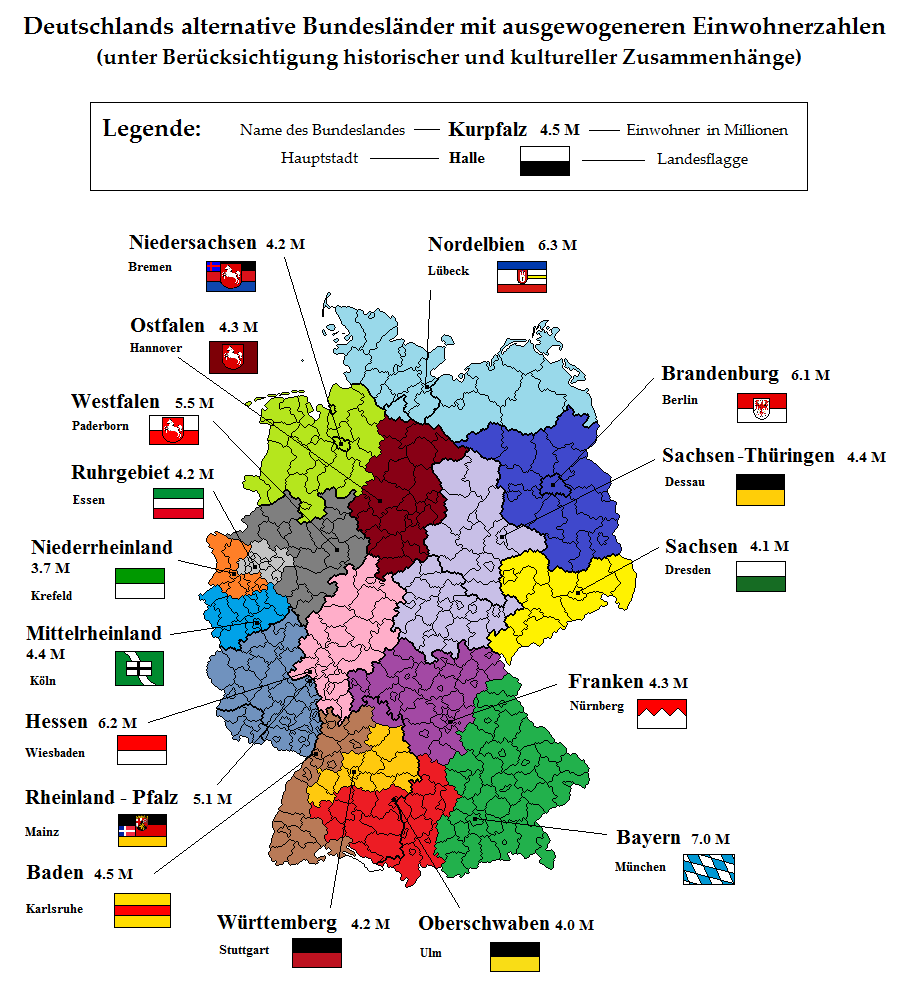 Deutschlands alternative Bundesländer mit ausgewogeneren Einwohnerzahlen
(unter Berücksichtigung historischer und kultureller Zusammenhänge)
Legende:
Name des Bundeslandes Kurpfalz 4.5 M Einwohner in Millionen
Hauptstadt Halle Landesflagge
Niedersachsen 4.2 M
Bremen
Nordelbien 6.3 M
Lübeck
Ostfalen 4.3 M
Hannover
Brandenburg 6.1 M
Berlin
Westfalen 5.5 M
Paderborn
Sachsen-Thüringen 4.4 M
Dessau
Ruhrgebiet 4.2 M
Essen
Niederrheinland
3.7 M
Krefeld
Sachsen 4.1 M
Dresden
Mittelrheinland
4.4 M
Köln
Franken 4.3 M
Nürnberg
Hessen 6.2 M
Wiesbaden
Rheinland - Pfalz 5.1 M
Mainz
Bayern 7.0 M
München
Baden 4.5 M
Karlsruhe
Württemberg 4.2 M
Stuttgart
Oberschwaben 4.0 M
Ulm